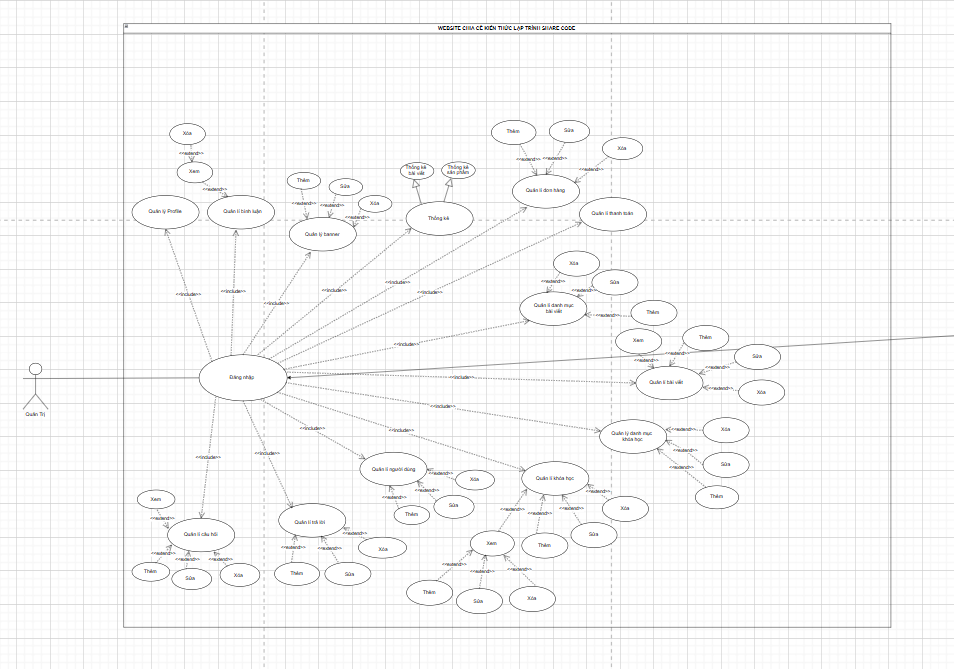 WEBSITE CHIA CẺ KIẾN THỨC LẬP TRÌNH SHARE CODE
Xóa
<<extend>>
Xem
<<extend>>
Quản lý Profile
Quản lí bình luận
Thêm
Sửa
Xóa
<<extend>>
<<extend>>
<<extend>>
Quản lý banner
Thống kê
bài viết
Thống kê
sản phẩm
Thống kê
Thêm
Sửa
Xóa
<<extend>>
<<extend>>
<<extend>>
Quản lí đơn hàng
Quản lí thanh toán
Xóa
Sửa
Thêm
<<extend>>
<<extend>>
<<extend>>
Quản lí danh mục
bài viết
<<include>>
<<include>>
<<include>>
<<include>>
<<include>>
<<include>>
<<include>>
Xem
Thêm
Sửa
Xóa
<<extend>>
<<extend>>
<<extend>>
<<extend>>
Quản lí bài viết
Quản Trị
Đăng nhập
<<include>>
<<include>>
<<include>>
<<include>>
<<include>>
<<include>>
Quản lý danh mục
khóa học
<<extend>>
<<extend>>
<<extend>>
Xóa
Sửa
Thêm
Quản lí người dùng
<<extend>>
<<extend>>
<<extend>>
Xóa
Sửa
Thêm
Quản lí khóa học
<<extend>>
<<extend>>
<<extend>>
<<extend>>
Xóa
Sửa
Thêm
Xem
<<extend>>
<<extend>>
<<extend>>
Thêm
Sửa
Xóa
Quản lí trả lời
<<extend>>
<<extend>>
<<extend>>
Xóa
Thêm
Sửa
Xem
<<extend>>
Quản lí câu hỏi
<<extend>>
<<extend>>
<<extend>>
Thêm
Sửa
Xóa